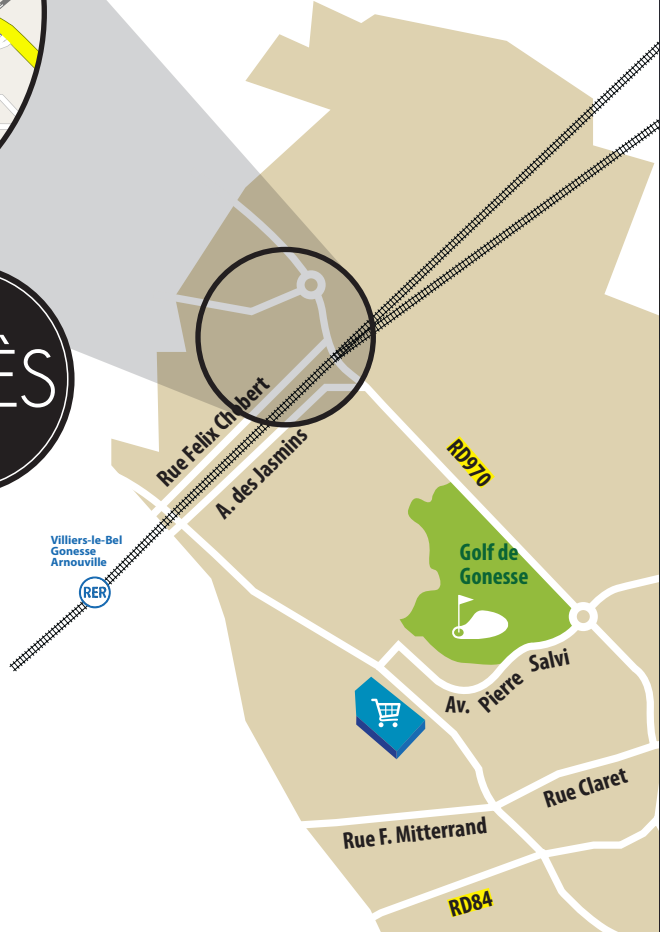 ÈS
Rue Felix Chobert
A. des Jasmins
RD970
Villiers-le-Bel
Gonesse
Arnouville
RER
Golf de
Gonesse
Av. Pierre Salvi
Rue Claret
Rue F. Mitterrand
RD84